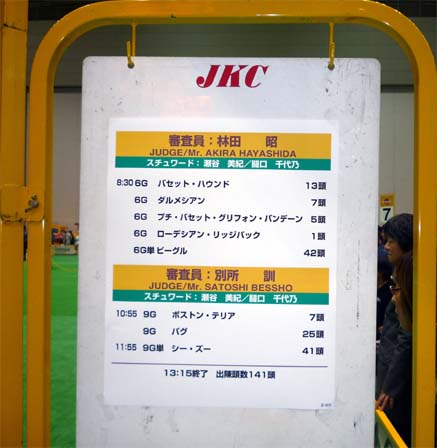 JKC
審査員：林田 昭
JUDGE/Mr. AKIRA HAYASHIDA
スチュワード：瀬谷 美紀/關口 千代乃
8:30 6G バセット・ハウンド 13頭
6G ダルメシアン 7頭
6G プチ・バセット・グリフォン・バンデーン 5頭
6G ローデシアン・リッジバック 1頭
6G単 ビーグル 42頭
審査員：別所 訓
JUDGE/Mr. SATOSHI BESSHO
スチュワード：瀬谷 美紀/關口 千代乃
10:55 9G ボストン・テリア 7頭
9G パグ 25頭
11:55 9G単 シー・ズー 41頭
13:15終了 出陳頭数141頭
7